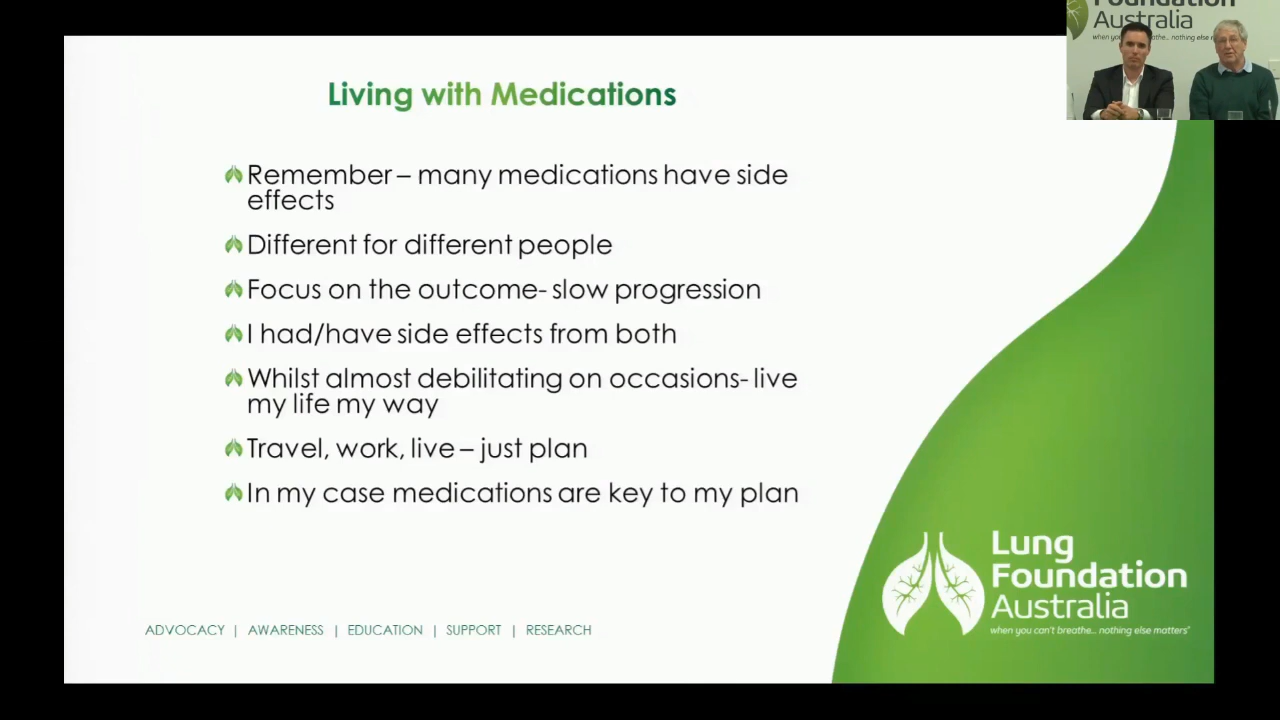 Foundation
Australia
Living with Medications
Remember – many medications have side
effects
Different for different people
Focus on the outcome- slow progression
I had/have side effects from both
Whilst almost debilitating on occasions- live
my life my way
Travel, work, live – just plan
In my case medications are key to my plan
Lung
Foundation
Australia
when you can't breathe... nothing else matters"
ADVOCACY | AWARENESS | EDUCATION | SUPPORT | RESEARCH